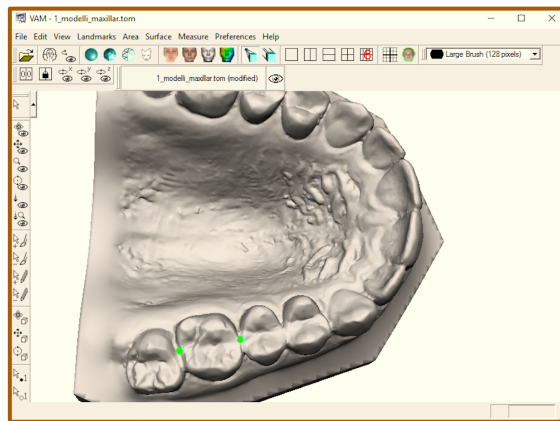 VAM - 1_modelli_maxillar.tom
File Edit View Landmarks Area Surface Measure Preferences Help
Large Brush (128 pixels)
1_modelli_maxillar.tom (modified)